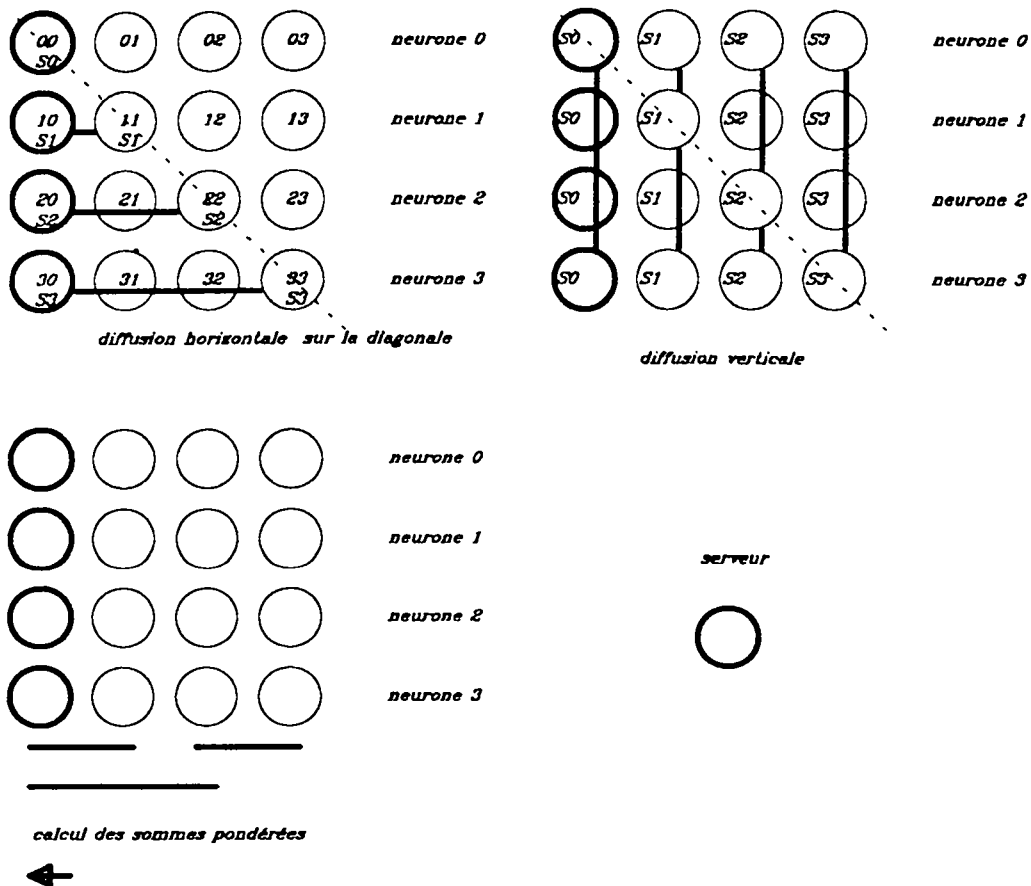 00 01 02 03 neurone 0
S0
10 11 12 13 neurone 1
S1 S1
20 21 22 23 neurone 2
S2 S2
30 31 32 33 neurone 3
S3 S3
diffusion horizontale sur la diagonale
S0 S1 S2 S3 neurone 0
S0 S1 S2 S3 neurone 1
S0 S1 S2 S3 neurone 2
S0 S1 S2 S3 neurone 3
diffusion verticale
neurone 0
neurone 1
neurone 2
neurone 3
calcul des sommes pondérées
serveur